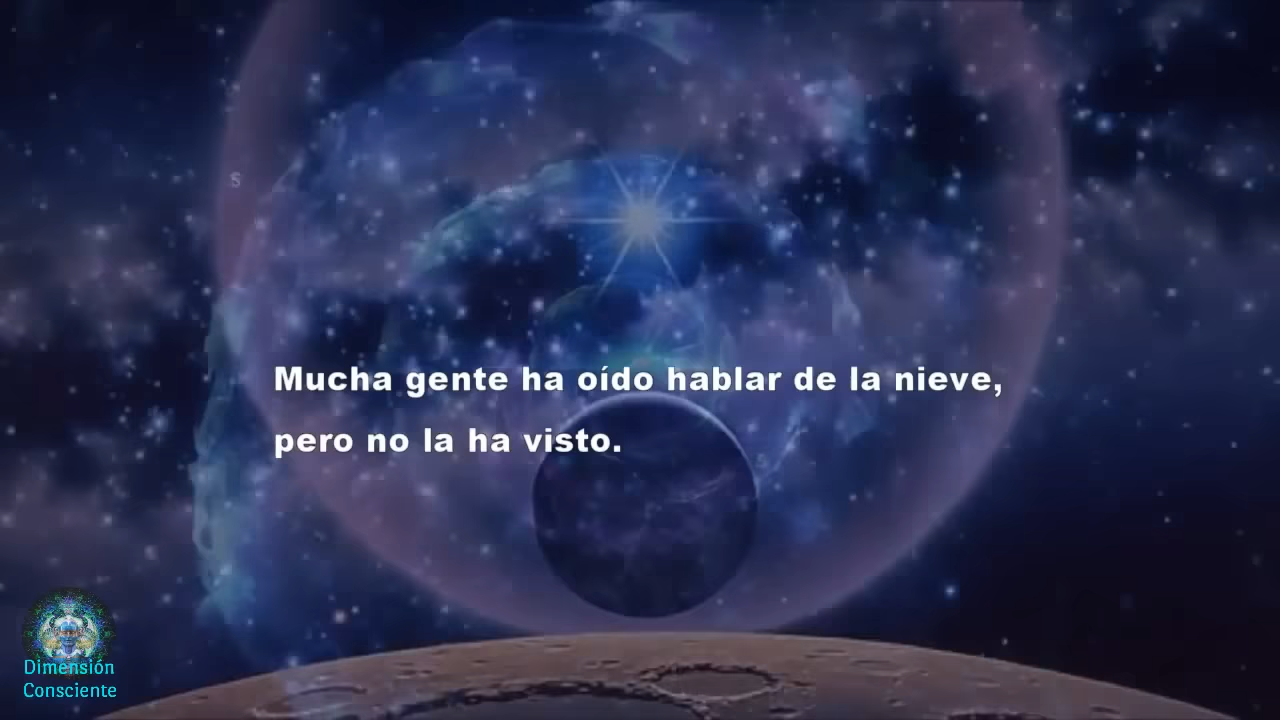 Mucha gente ha oído hablar de la nieve,
pero no la ha visto.
Dimensión
Consciente